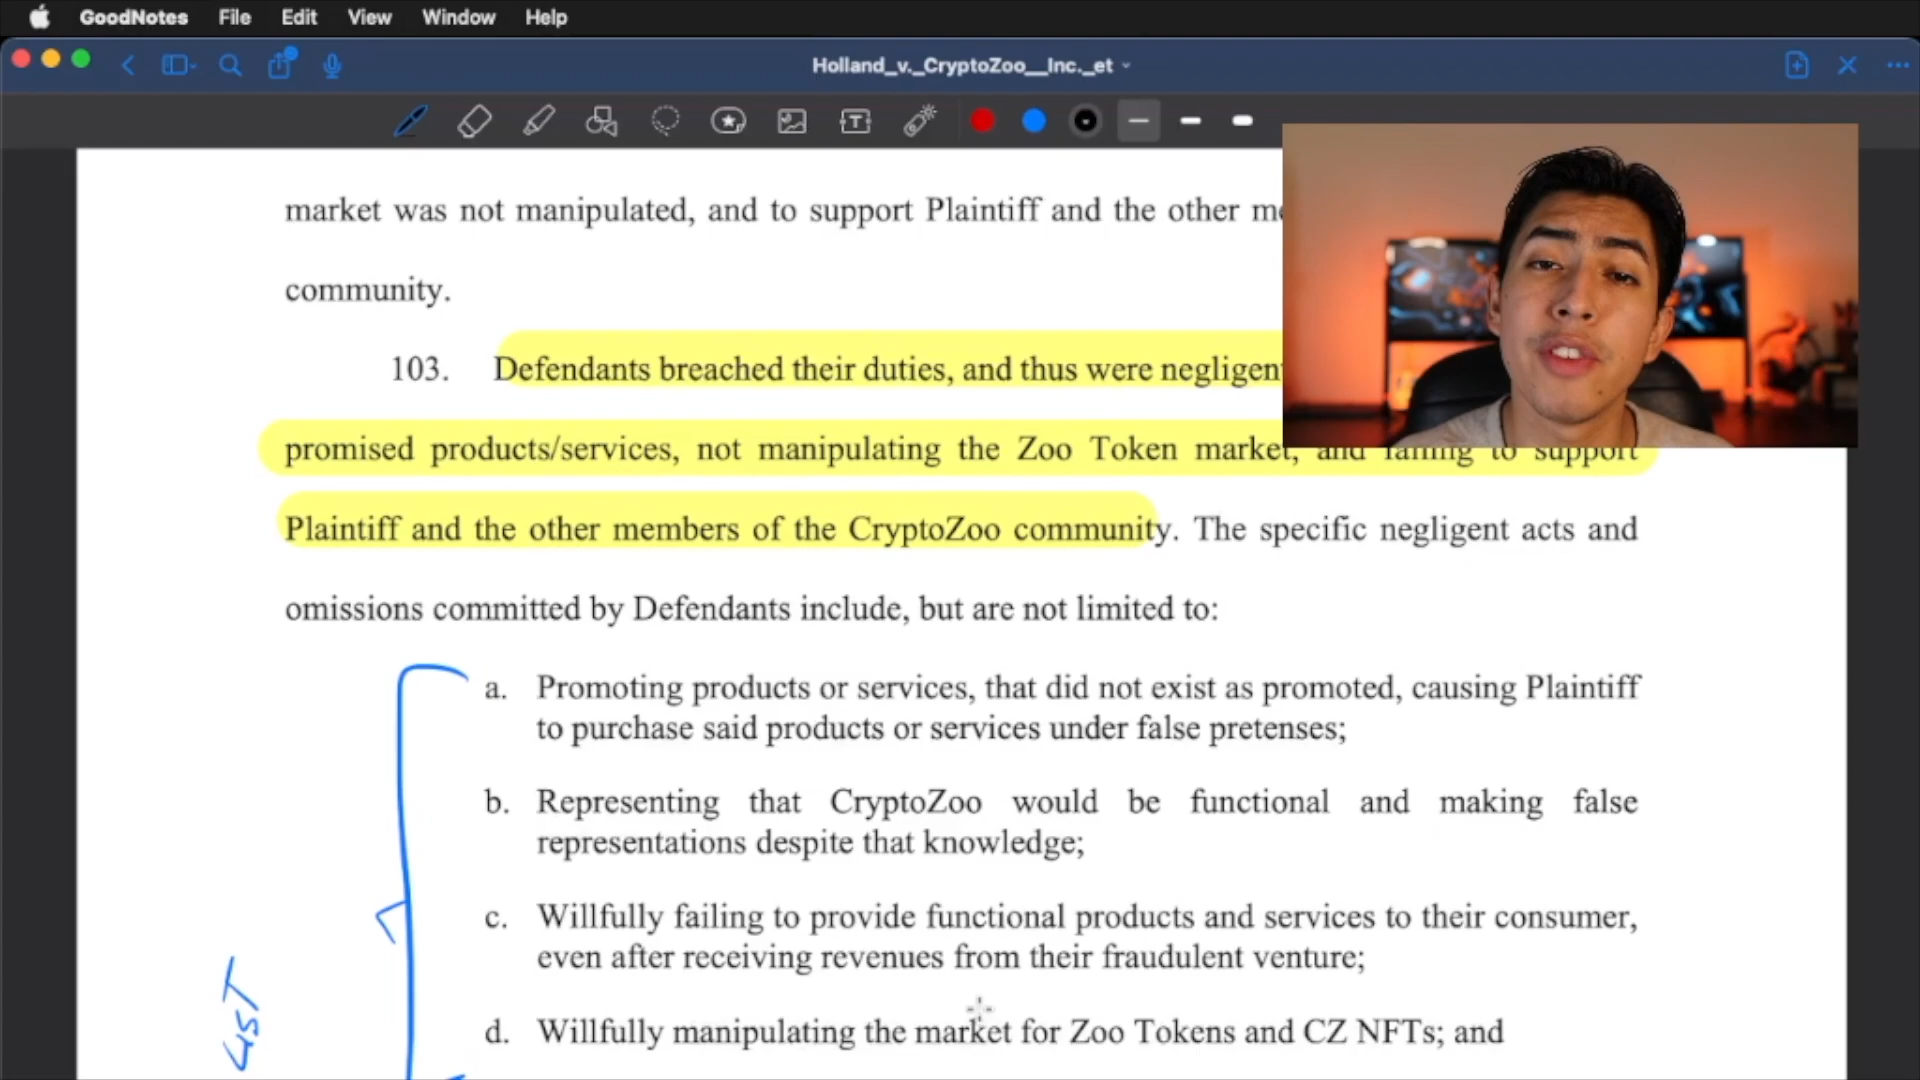 GoodNotes File Edit View Window Help
Holland_v._CryptoZoo__Inc._et
market was not manipulated, and to support Plaintiff and the other
community.
103. Defendants breached their duties, and thus were
promised products/services, not manipulating the Zoo Token market, and failing to support
Plaintiff and the other members of the CryptoZoo community. The specific negligent acts and
omissions committed by Defendants include, but are not limited to:
a. Promoting products or services, that did not exist as promoted, causing Plaintiff
to purchase said products or services under false pretenses;
b. Representing that CryptoZoo would be functional and making false
representations despite that knowledge;
c. Willfully failing to provide functional products and services to their consumer,
even after receiving revenues from their fraudulent venture;
d. Willfully manipulating the market for Zoo Tokens and CZ NFTs; and